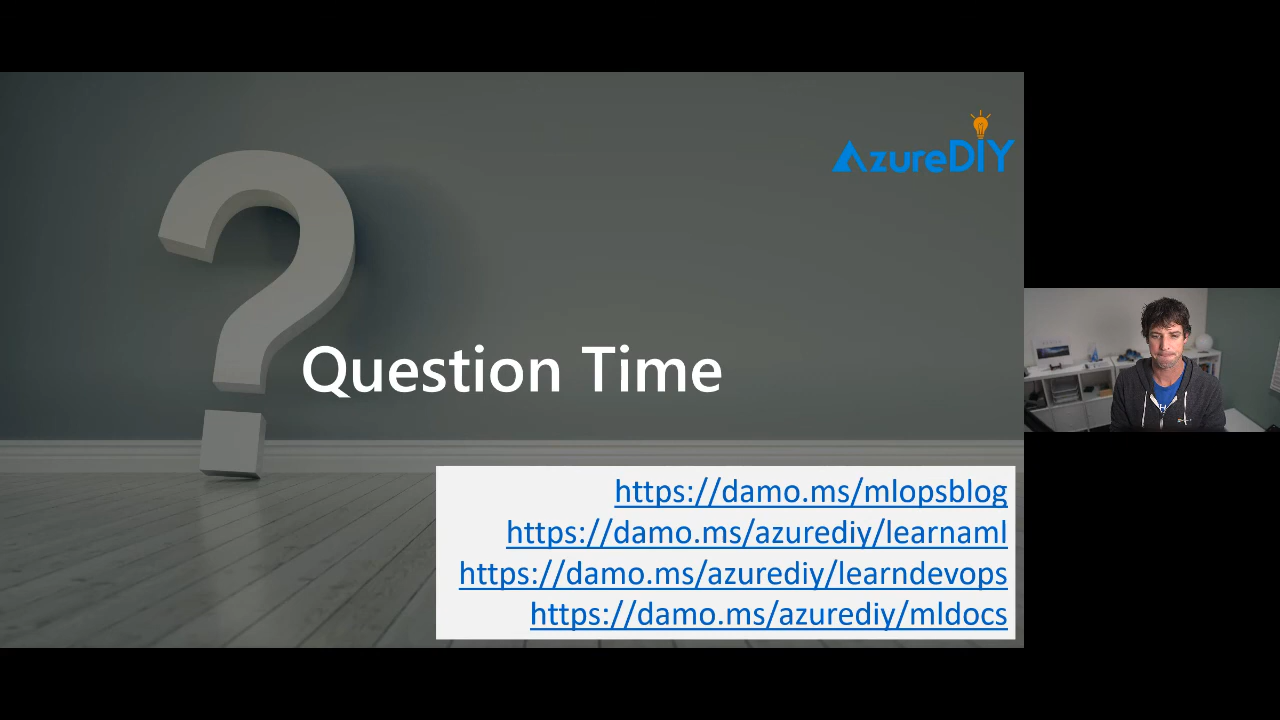 AzureDIY
Question Time
https://damo.ms/mlopsblog
https://damo.ms/azurediy/learnaml
https://damo.ms/azurediy/learndevops
https://damo.ms/azurediy/mldocs